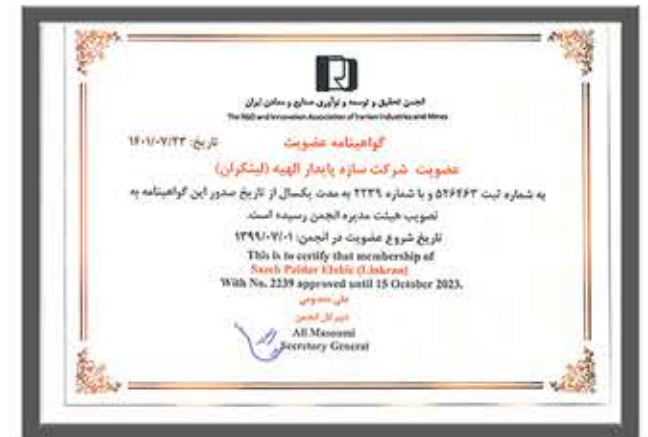 انجمن تحقیق و توسعه و نوآوری صنایع و معادن ایران
The R&D and Innovation Association of Iranian Industries and Mines
گواهینامه عضویت
تاریخ: ۱۴۰۱/۰۷/۲۳
عضویت شرکت سازه پایدار الهیه (لینکران)
به شماره ثبت ۵۲۶۴۶۳ و با شماره ۲۲۳۹ به مدت یکسال از تاریخ صدور این گواهینامه به
تصویب هیئت مدیره انجمن رسیده است.
تاریخ شروع عضویت در انجمن: ۱۳۹۹/۰۷/۰۱
This is to certify that membership of
Sazeh Paidar Elahie (Linkran)
With No. 2239 approved until 15 October 2023.
علی معصومی
دبیر کل انجمن
Ali Masoumi
Secretary General